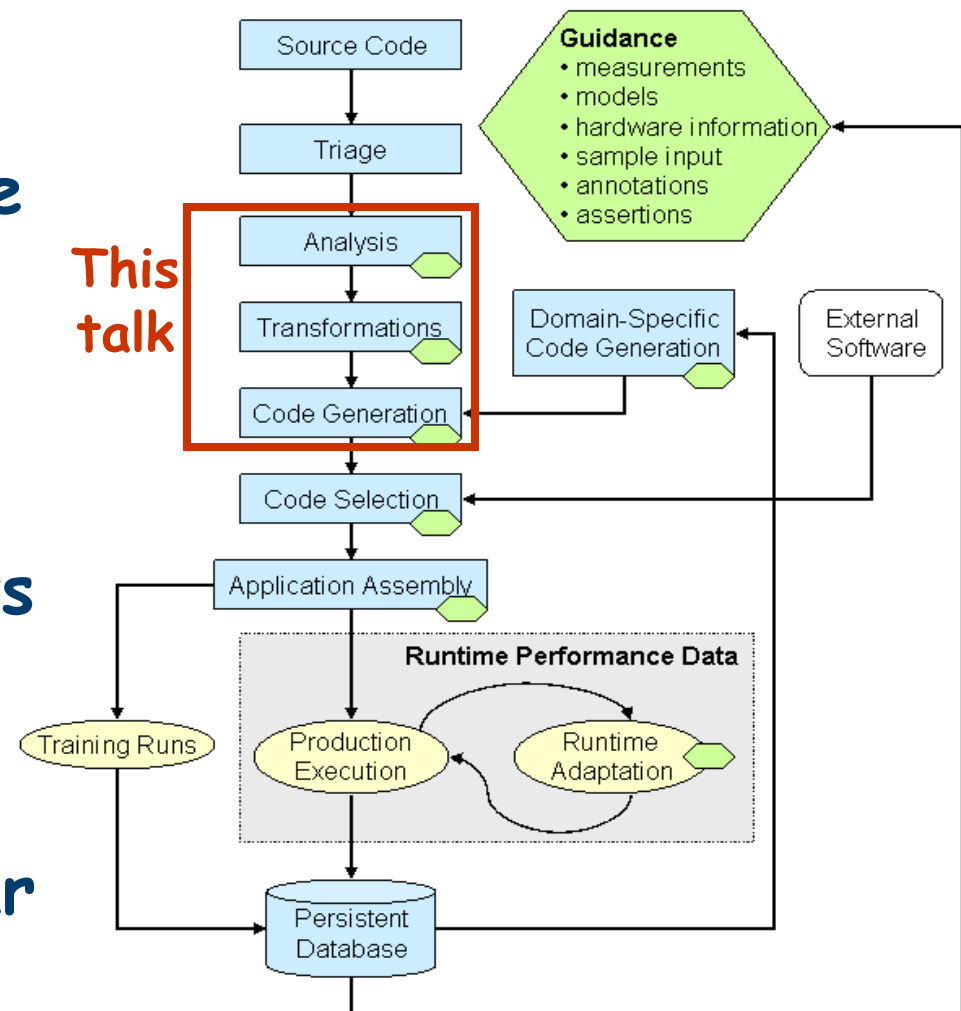 Source Code
Guidance
• measurements
• models
• hardware information
• sample input
• annotations
• assertions
Triage
This
talk
Analysis
Transformations
Code Generation
Domain-Specific
Code Generation
External
Software
Code Selection
Application Assembly
Runtime Performance Data
Training Runs
Production
Execution
Runtime
Adaptation
Persistent
Database